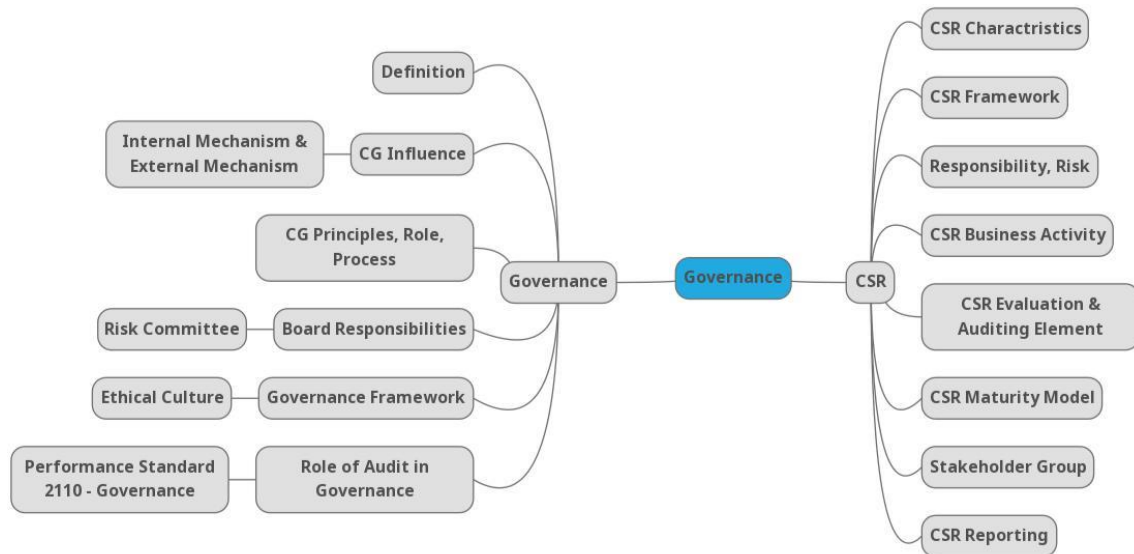 Definition
Internal Mechanism &
External Mechanism
CG Influence
CG Principles, Role,
Process
Governance
Risk Committee
Board Responsibilities
Ethical Culture
Governance Framework
Performance Standard
2110 - Governance
Role of Audit in
Governance
Governance
CSR
CSR Charactristics
CSR Framework
Responsibility, Risk
CSR Business Activity
CSR Evaluation &
Auditing Element
CSR Maturity Model
Stakeholder Group
CSR Reporting